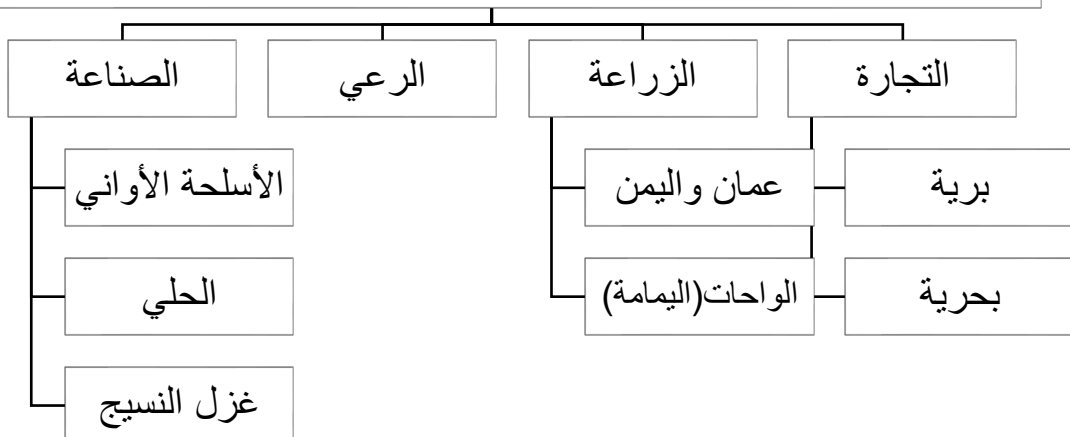 التجارة
الزراعة
الرعي
الصناعة
برية
عمان واليمن
الأسلحة الأواني
بحرية
الواحات(اليمامة)
الحلي
غزل النسيج